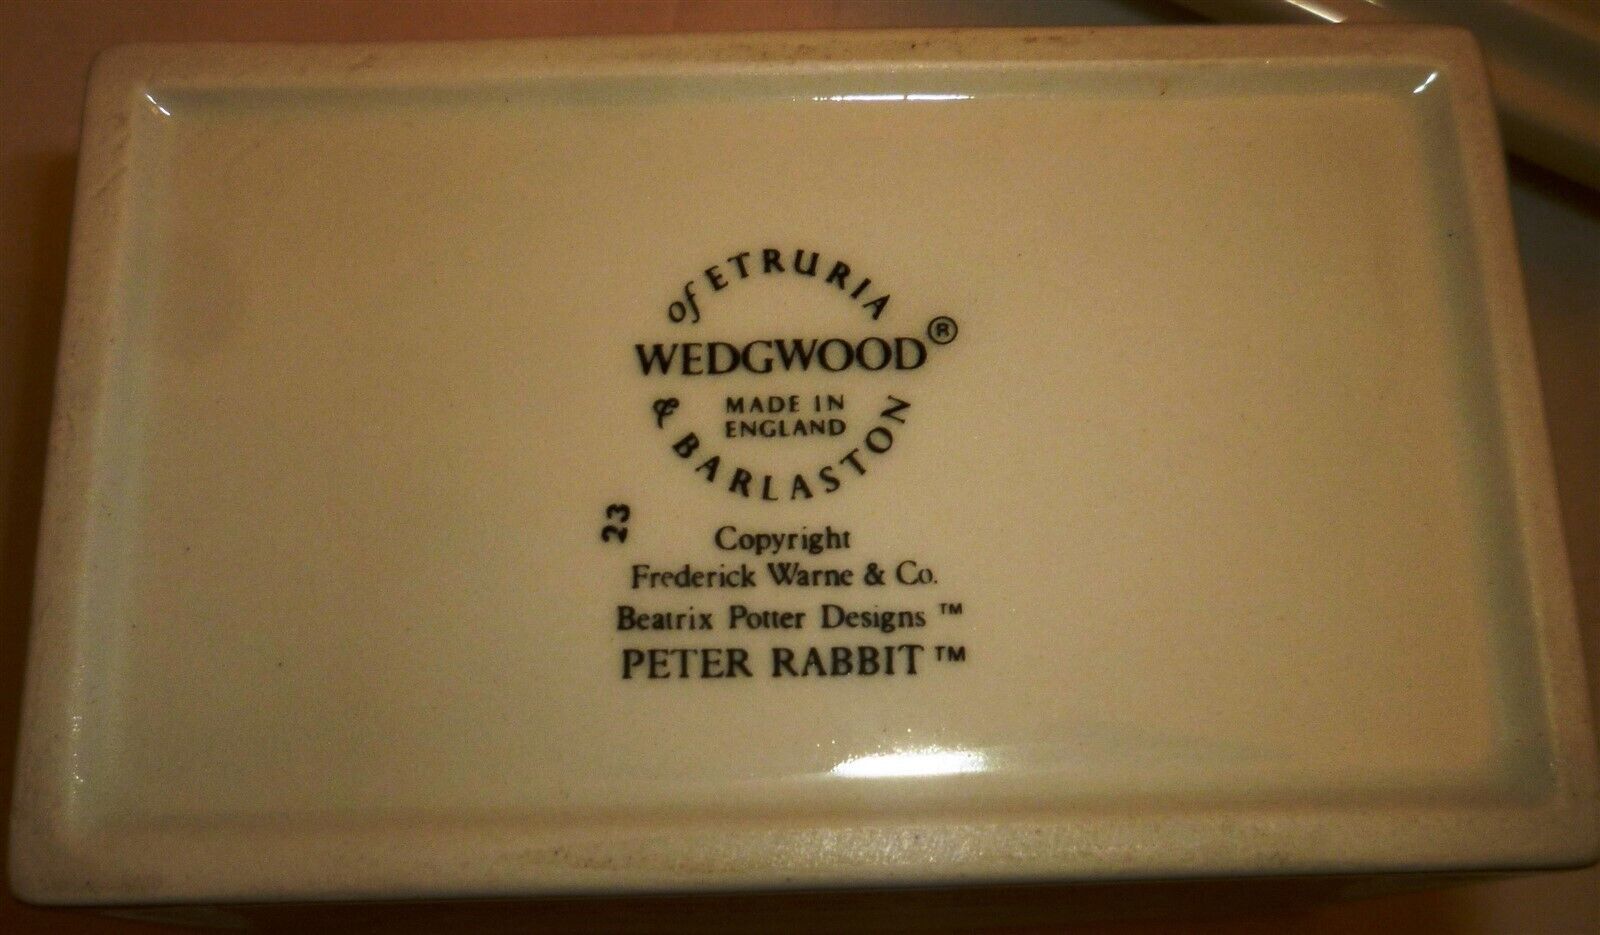 of ETRURIA
WEDGWOOD®
MADE IN
ENGLAND
& BARLASTON
23
Copyright
Frederick Warne & Co.
Beatrix Potter Designs ™
PETER RABBIT ™